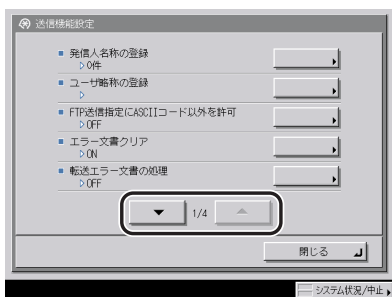 送信機能設定
発信人名称の登録
0件
ユーザ略称の登録
FTP送信指定にASCIIコード以外を許可
OFF
エラー文書クリア
ON
転送エラー文書の処理
OFF
1/4
閉じる
システム状況/中止